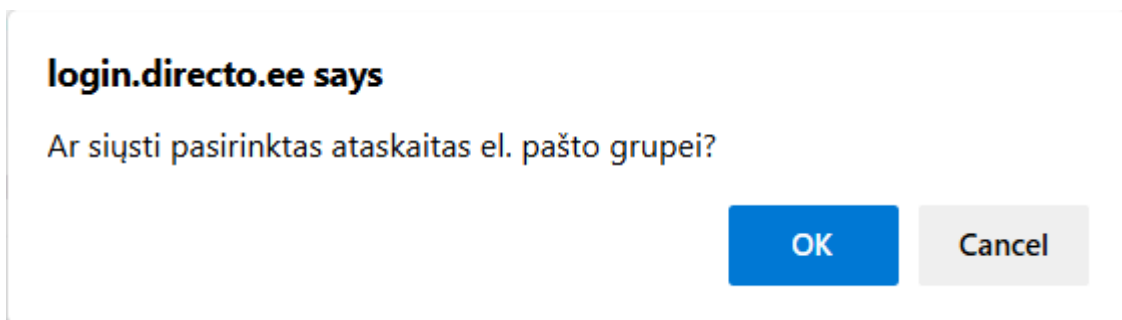 login.directo.ee says
Ar siųsti pasirinktas ataskaitas el. pašto grupei?
OK
Cancel